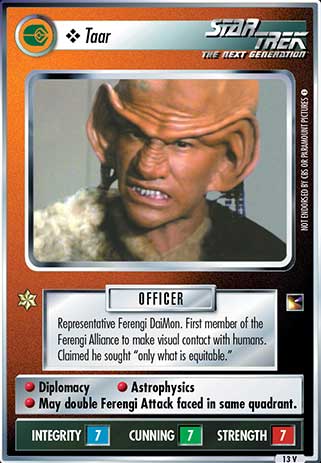 ❖ Taar
STAR TREK
THE NEXT GENERATION
NOT ENDORSED BY CBS OR PARAMOUNT PICTURES
OFFICER
Representative Ferengi DaiMon. First member of the
Ferengi Alliance to make visual contact with humans.
Claimed he sought “only what is equitable.”
● Diplomacy ● Astrophysics
● May double Ferengi Attack faced in same quadrant.
INTEGRITY 7 CUNNING 7 STRENGTH 7
13 V